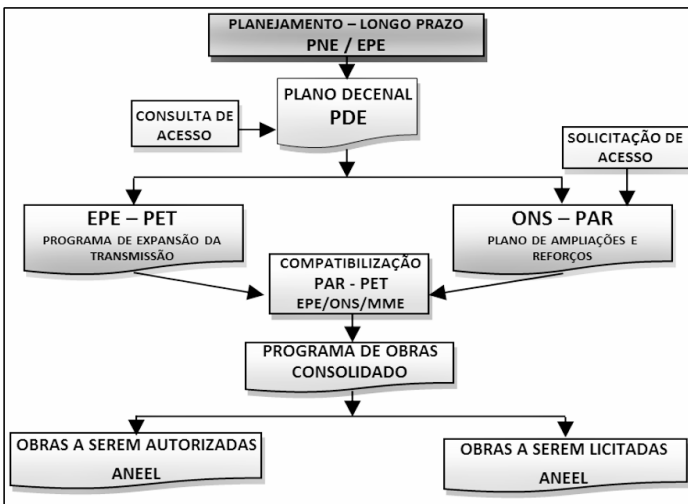 PLANEJAMENTO – LONGO PRAZO
PNE / EPE
PLANO DECENAL
PDE
CONSULTA DE
ACESSO
SOLICITAÇÃO DE
ACESSO
EPE – PET
PROGRAMA DE EXPANSÃO DA
TRANSMISSÃO
ONS – PAR
PLANO DE AMPLIAÇÕES E
REFORÇOS
COMPATIBILIZAÇÃO
PAR - PET
EPE/ONS/MME
PROGRAMA DE OBRAS
CONSOLIDADO
OBRAS A SEREM AUTORIZADAS
ANEEL
OBRAS A SEREM LICITADAS
ANEEL